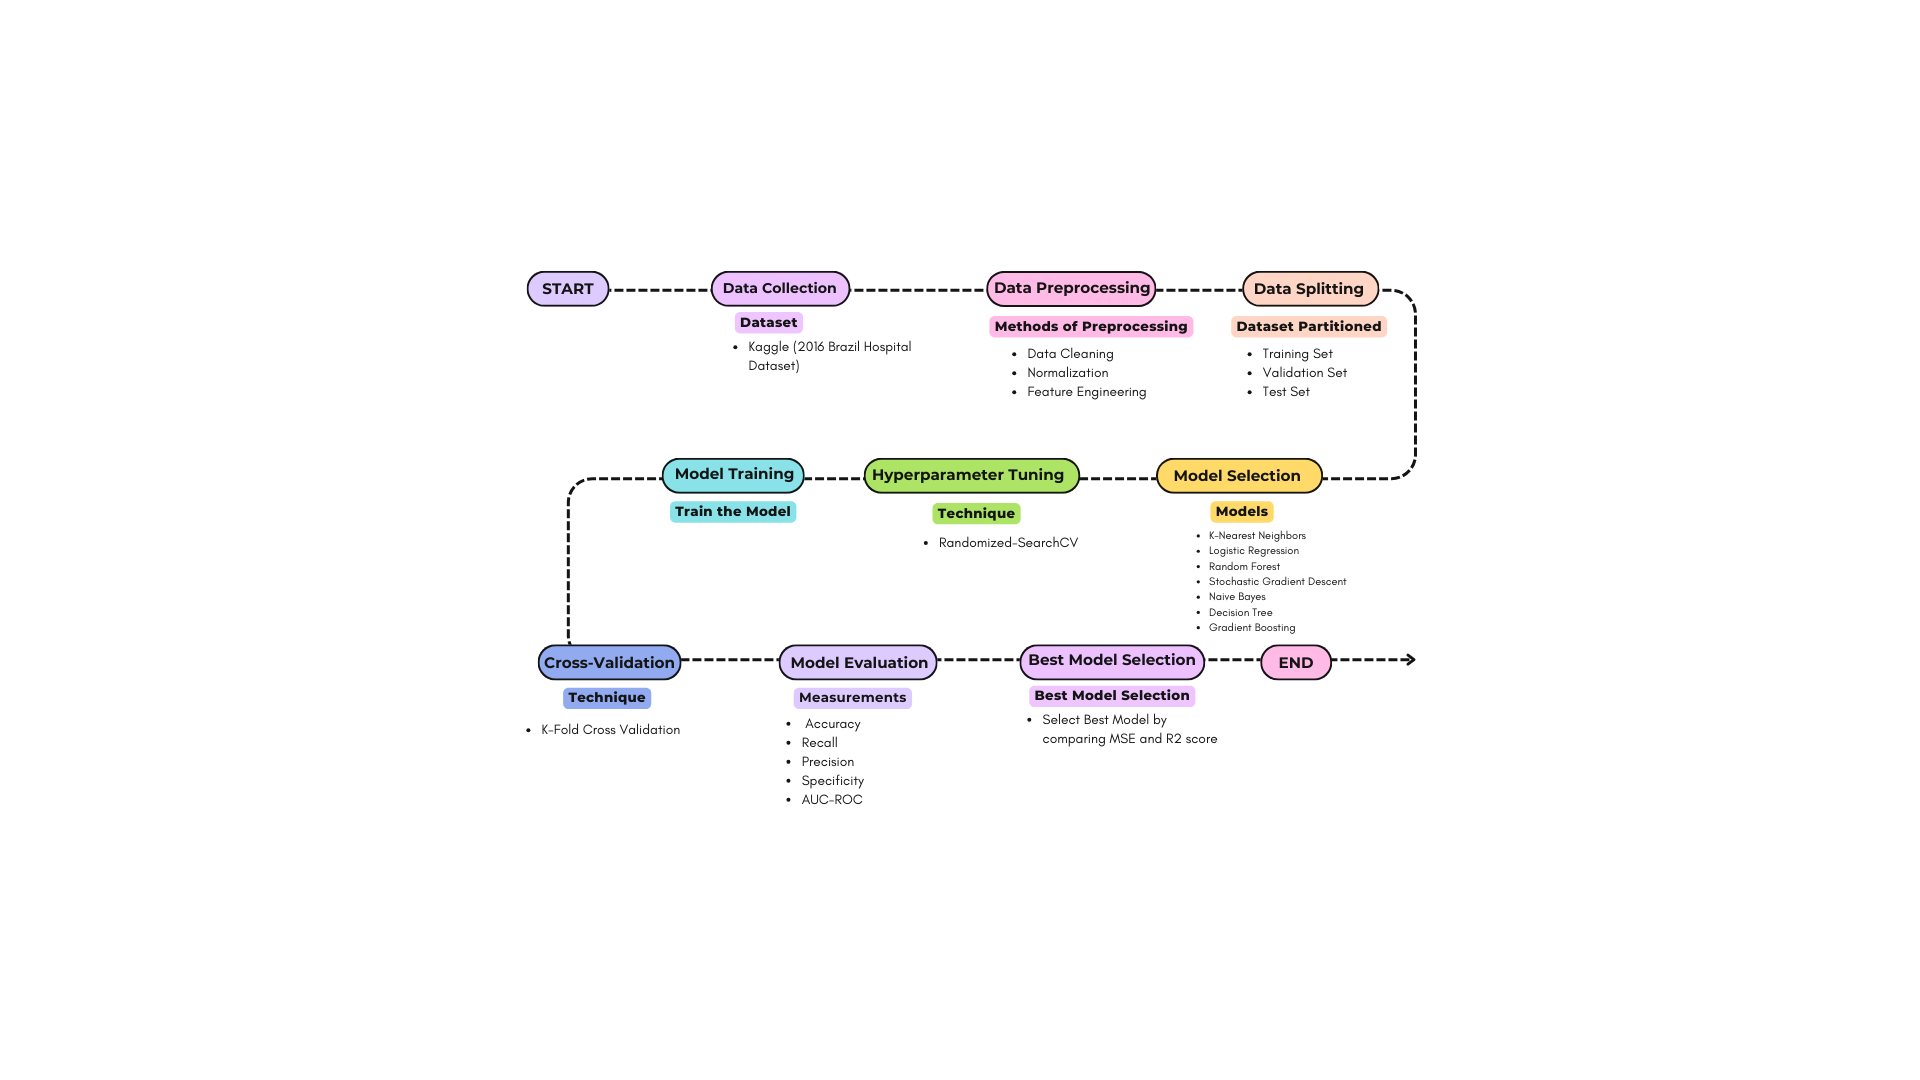 START
Data Collection
Dataset
• Kaggle (2016 Brazil Hospital
Dataset)
Data Preprocessing
Methods of Preprocessing
• Data Cleaning
• Normalization
• Feature Engineering
Data Splitting
Dataset Partitioned
• Training Set
• Validation Set
• Test Set
Model Selection
Models
• K-Nearest Neighbors
• Logistic Regression
• Random Forest
• Stochastic Gradient Descent
• Naive Bayes
• Decision Tree
• Gradient Boosting
Hyperparameter Tuning
Technique
• Randomized-SearchCV
Model Training
Train the Model
Cross-Validation
Technique
• K-Fold Cross Validation
Model Evaluation
Measurements
• Accuracy
• Recall
• Precision
• Specificity
• AUC-ROC
Best Model Selection
Best Model Selection
• Select Best Model by
comparing MSE and R2 score
END